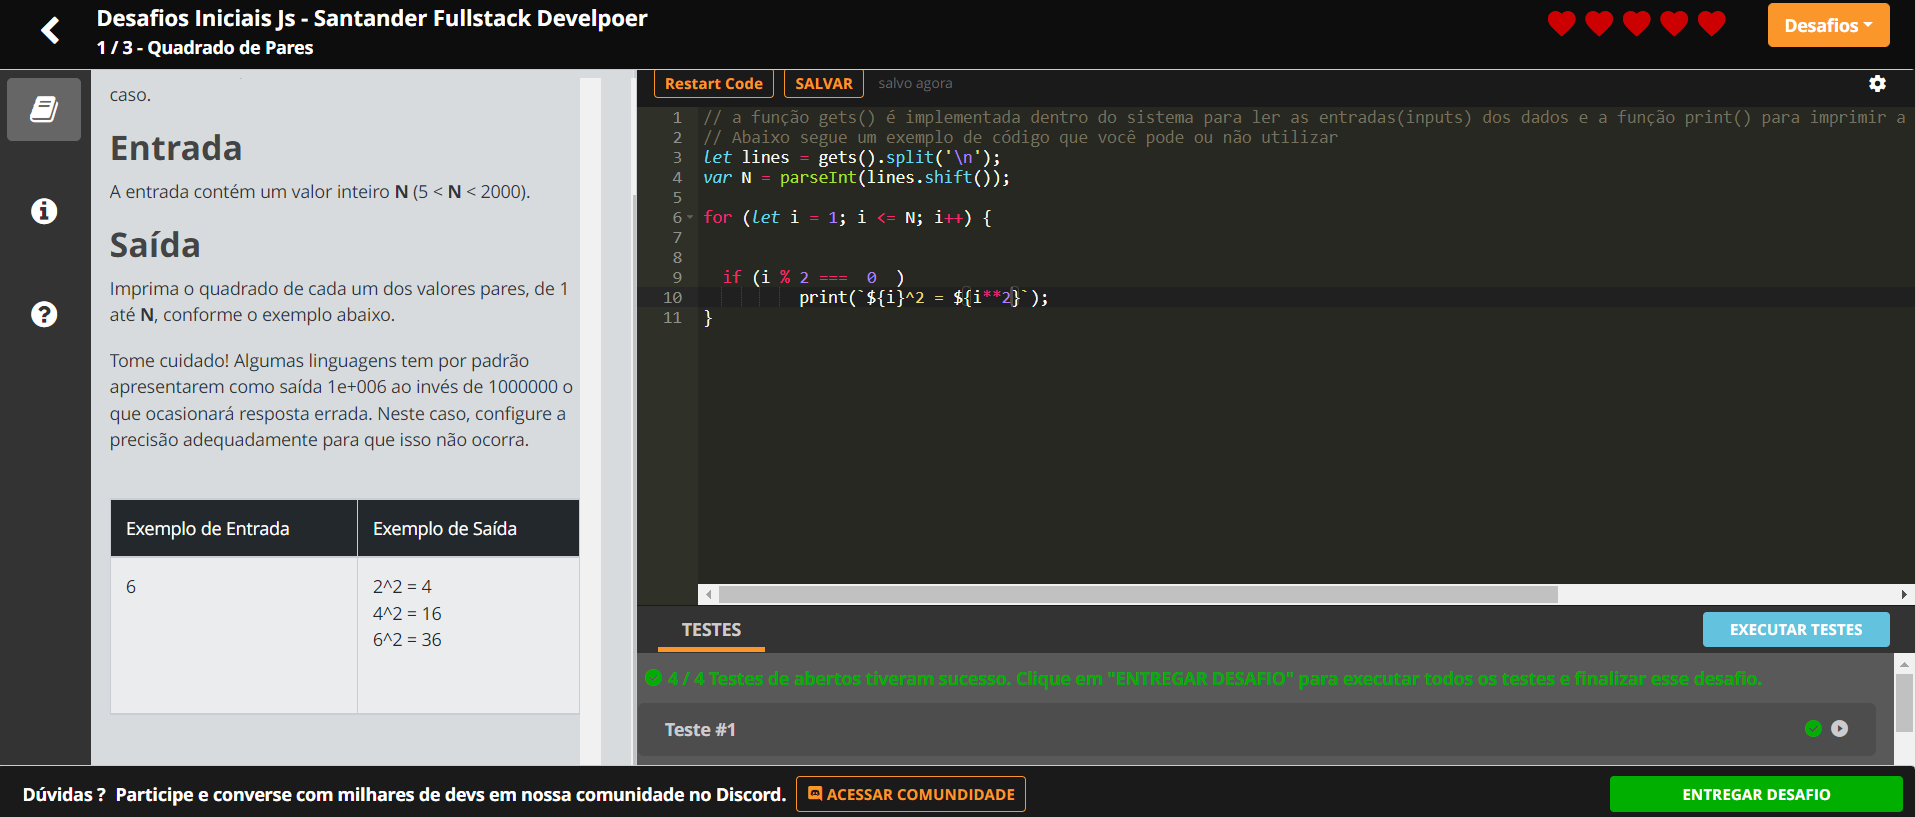 Desafios Iniciais Js - Santander Fullstack Develpoer
1 / 3 - Quadrado de Pares
Desafios
caso.
Entrada
A entrada contém um valor inteiro N (5 < N < 2000).
Saída
Imprima o quadrado de cada um dos valores pares, de 1
até N, conforme o exemplo abaixo.
Tome cuidado! Algumas linguagens tem por padrão
apresentarem como saída 1e+006 ao invés de 1000000 o
que ocasionará resposta errada. Neste caso, configure a
precisão adequadamente para que isso não ocorra.
Exemplo de Entrada
Exemplo de Saída
6
2^2 = 4
4^2 = 16
6^2 = 36
Restart Code
SALVAR
salvo agora
1 // a função gets() é implementada dentro do sistema para ler as entradas(inputs) dos dados e a função print() para imprimir a
2 // Abaixo segue um exemplo de código que você pode ou não utilizar
3 let lines = gets().split('\n');
4 var N = parseInt(lines.shift());
5
6 for (let i = 1; i <= N; i++) {
7
8
9 if (i % 2 === 0 )
10 print(`${i}^2 = ${i**2}`);
11 }
TESTES
EXECUTAR TESTES
4 / 4 Testes de abertos tiveram sucesso. Clique em "ENTREGAR DESAFIO" para executar todos os testes e finalizar esse desafio.
Teste #1
Dúvidas ? Participe e converse com milhares de devs em nossa comunidade no Discord.
ACESSAR COMUNDIDADE
ENTREGAR DESAFIO